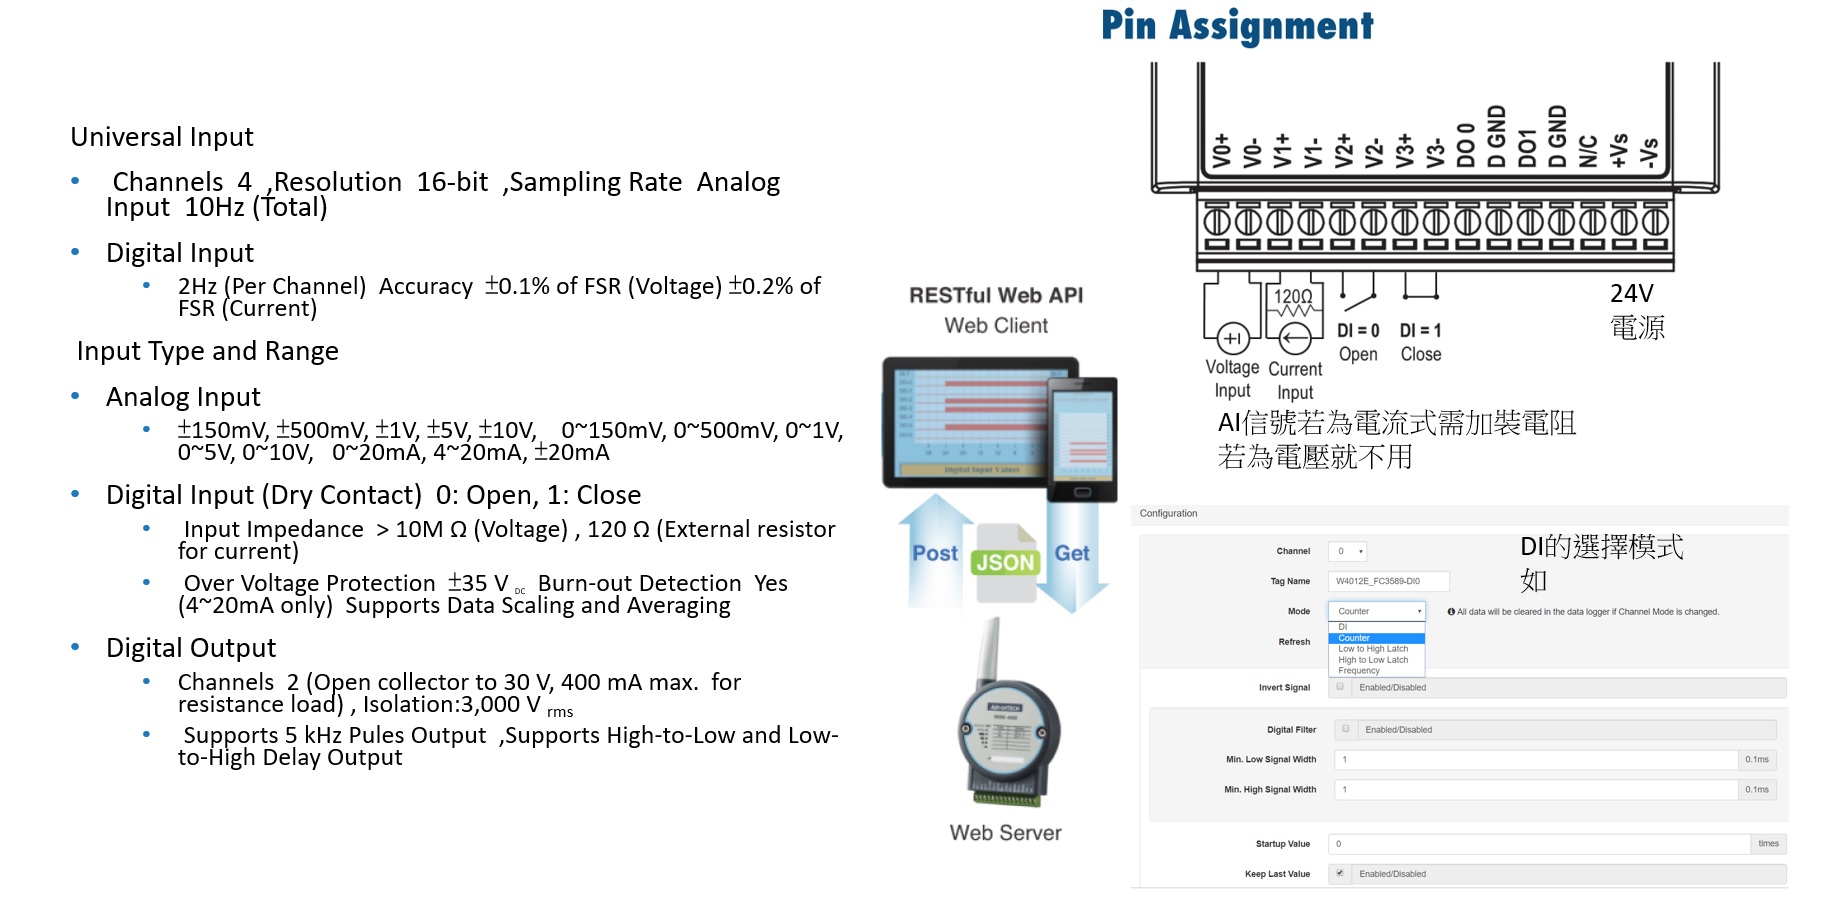 Pin Assignment
Universal Input
• Channels 4 ,Resolution 16-bit ,Sampling Rate Analog
Input 10Hz (Total)
• Digital Input
• 2Hz (Per Channel) Accuracy ±0.1% of FSR (Voltage) ±0.2% of
FSR (Current)
Input Type and Range
• Analog Input
• ±150mV, ±500mV, ±1V, ±5V, ±10V, 0~150mV, 0~500mV, 0~1V,
0~5V, 0~10V, 0~20mA, 4~20mA, ±20mA
• Digital Input (Dry Contact) 0: Open, 1: Close
• Input Impedance > 10M Ω (Voltage) , 120 Ω (External resistor
for current)
• Over Voltage Protection ±35 V DC Burn-out Detection Yes
(4~20mA only) Supports Data Scaling and Averaging
• Digital Output
• Channels 2 (Open collector to 30 V, 400 mA max. for
resistance load) , Isolation:3,000 V rms
• Supports 5 kHz Pules Output ,Supports High-to-Low and Low-
to-High Delay Output
RESTful Web API
Web Client
Digital Input Values
Post
JSON
Get
ADVANTECH
Web Server
V0+
V0-
V1+
V1-
V2+
V2-
V3+
V3-
DO 0
D GND
DO1
D GND
N/C
+Vs
-Vs
120Ω
+I
Voltage
Input
Current
Input
DI = 0
Open
DI = 1
Close
24V
電源
AI信號若為電流式需加裝電阻
若為電壓就不用
Configuration
DI的選擇模式
如
Channel 0
Tag Name W4012E_FC3589-DI0
Mode Counter All data will be cleared in the data logger if Channel Mode is changed.
DI
Counter
Low to High Latch
High to Low Latch
Frequency
Refresh
Invert Signal Enabled/Disabled
Digital Filter Enabled/Disabled
Min. Low Signal Width 1 0.1ms
Min. High Signal Width 1 0.1ms
Startup Value 0 times
Keep Last Value Enabled/Disabled